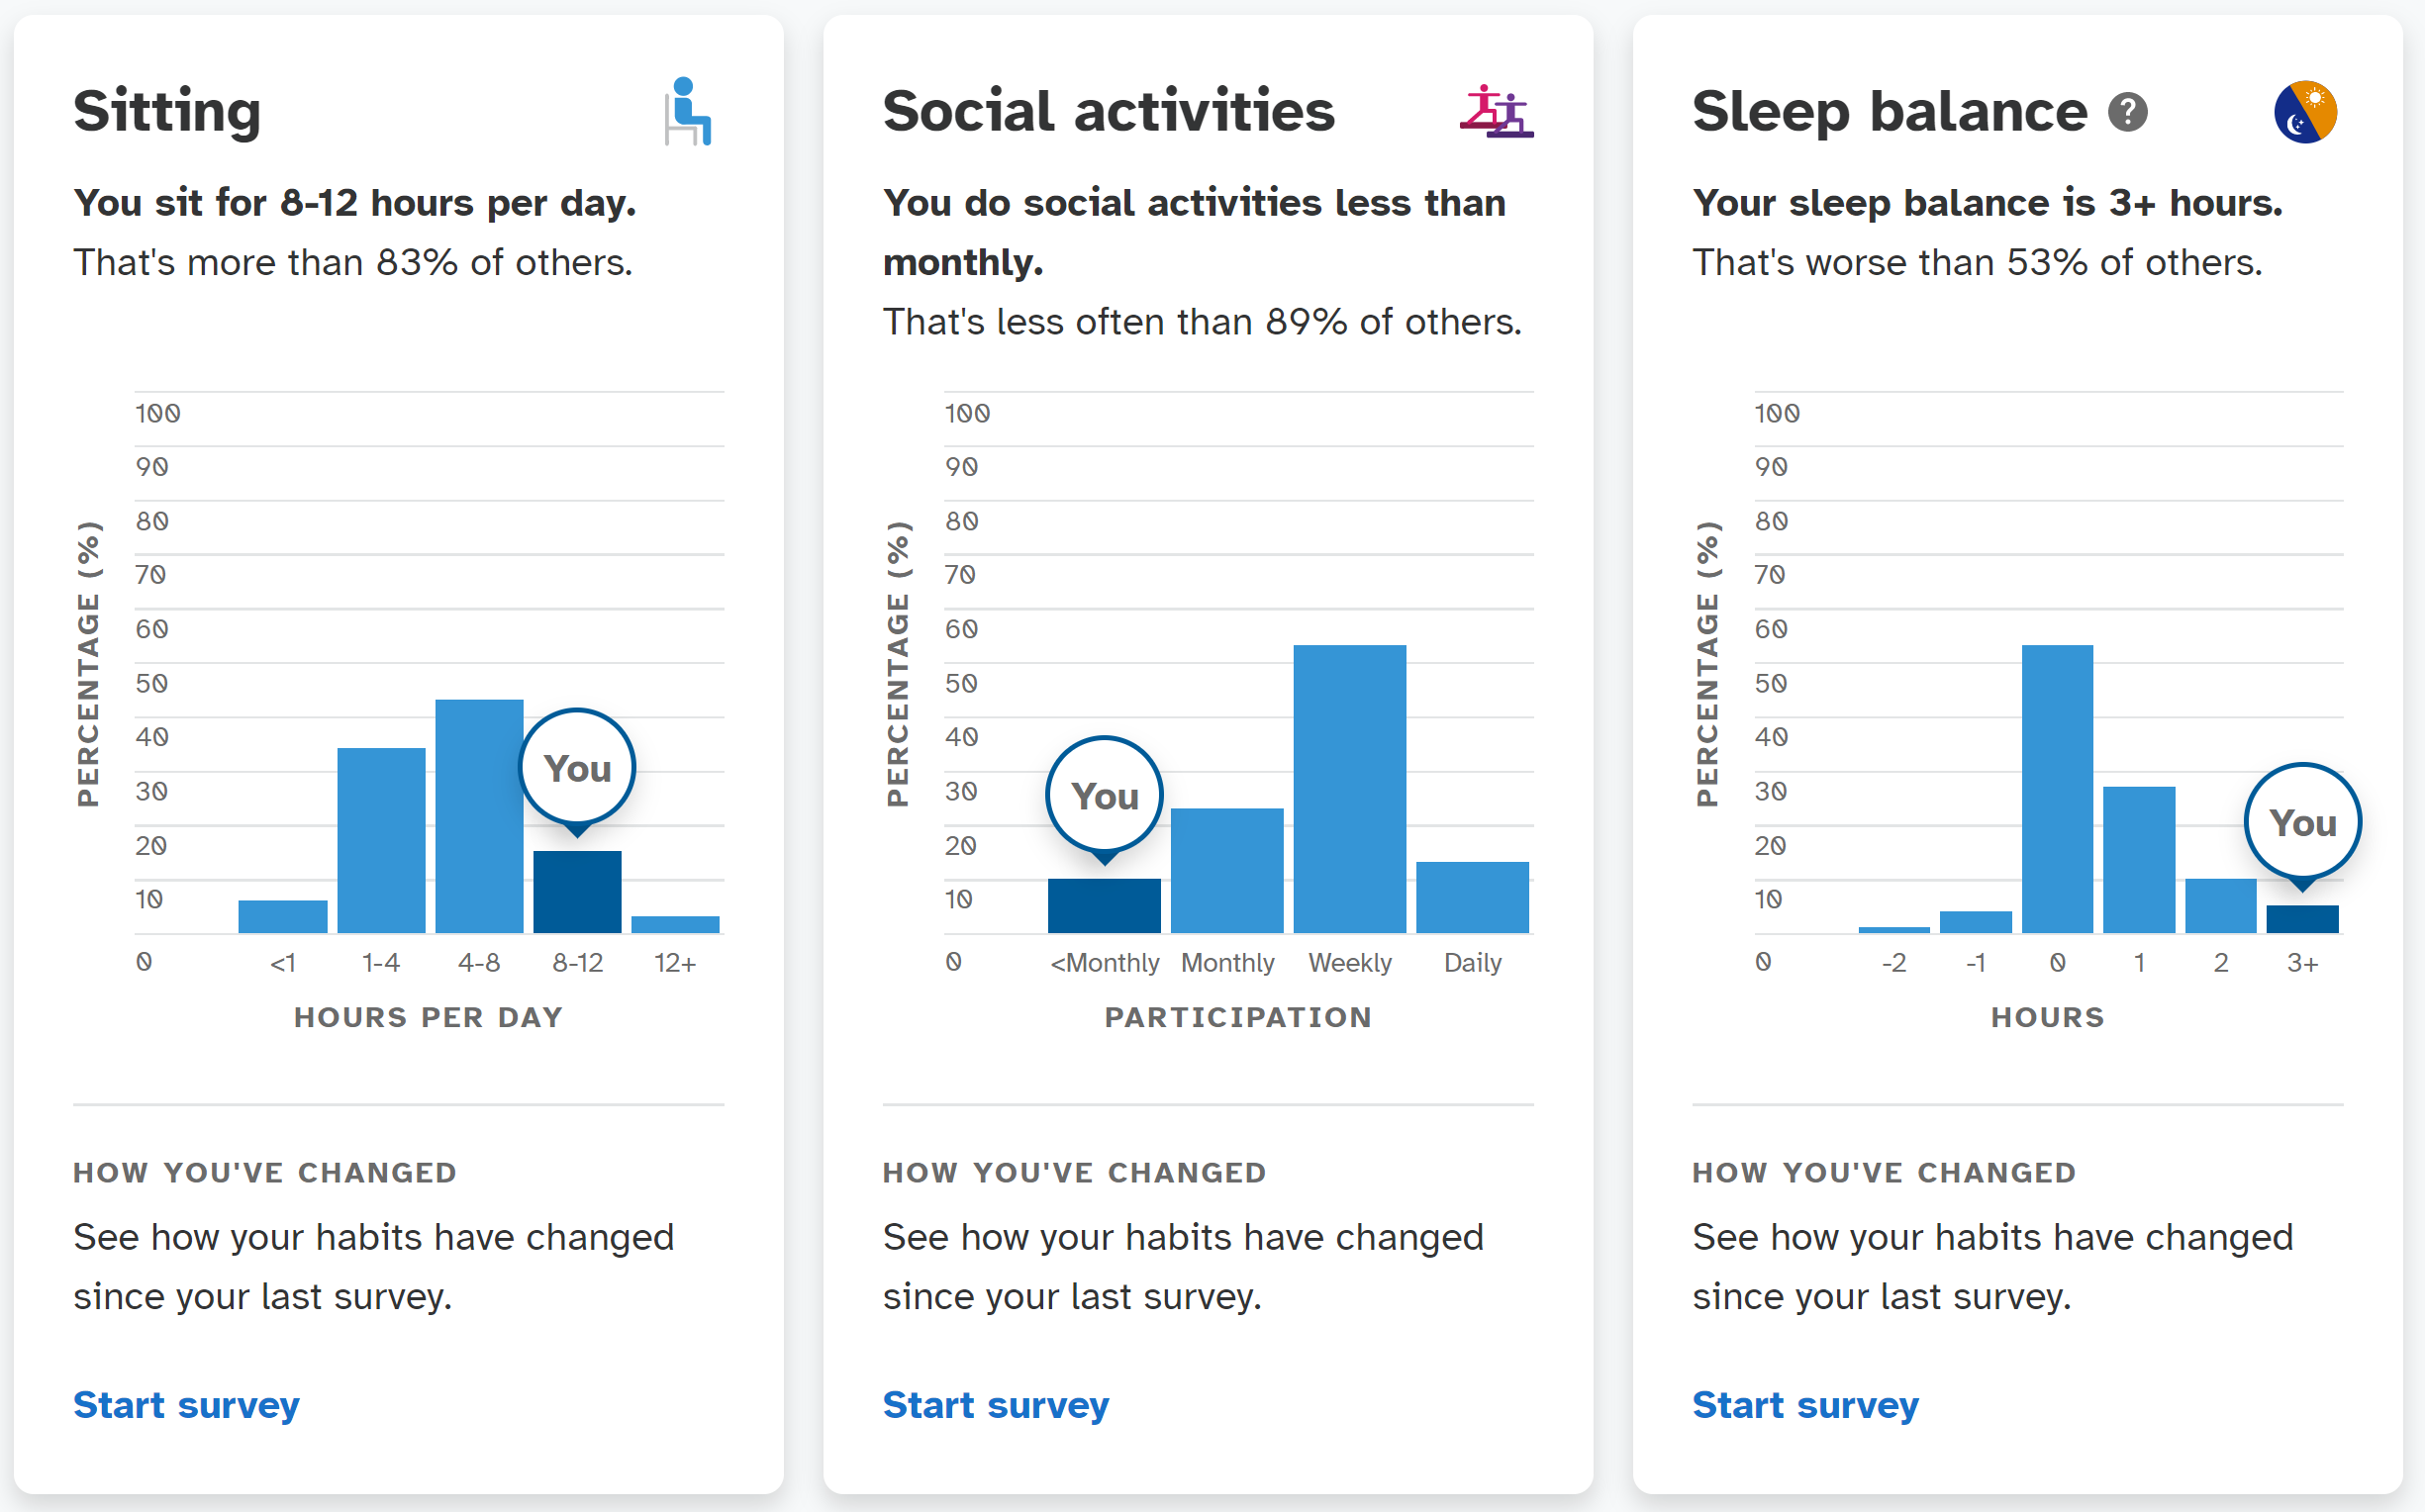 Sitting
You sit for 8-12 hours per day.
That's more than 83% of others.
PERCENTAGE (%)
100
90
80
70
60
50
40
30
20
10
0
You
<1 1-4 4-8 8-12 12+
HOURS PER DAY
HOW YOU'VE CHANGED
See how your habits have changed
since your last survey.
Start survey
Social activities
You do social activities less than
monthly.
That's less often than 89% of others.
PERCENTAGE (%)
100
90
80
70
60
50
40
30
20
10
0
You
<Monthly Monthly Weekly Daily
PARTICIPATION
HOW YOU'VE CHANGED
See how your habits have changed
since your last survey.
Start survey
Sleep balance ?
Your sleep balance is 3+ hours.
That's worse than 53% of others.
PERCENTAGE (%)
100
90
80
70
60
50
40
30
20
10
0
You
-2 -1 0 1 2 3+
HOURS
HOW YOU'VE CHANGED
See how your habits have changed
since your last survey.
Start survey